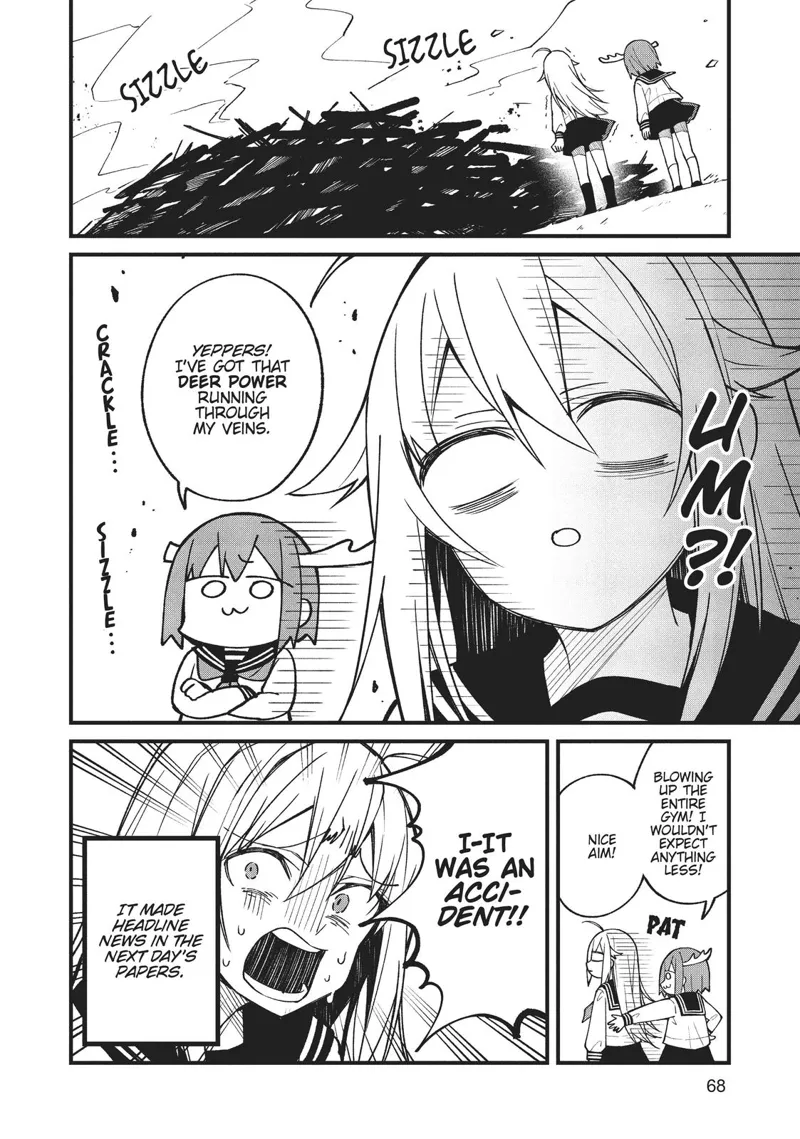 SIZZLE
SIZZLE
UM?!
YEPPERS!
I'VE GOT THAT
DEER POWER
RUNNING
THROUGH
MY VEINS.
CRACKLE...
SIZZLE...
BLOWING
UP THE
ENTIRE
GYM! I
WOULDN'T
EXPECT
ANYTHING
LESS!
NICE
AIM!
PAT
I-IT
WAS AN
ACCI-
DENT!!
IT MADE
HEADLINE
NEWS IN THE
NEXT DAY'S
PAPERS.
68